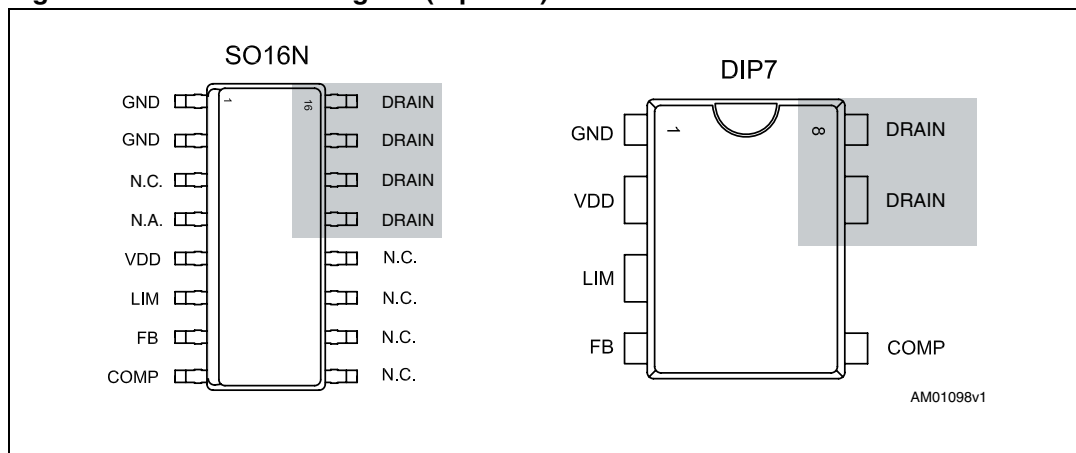 SO16N
GND 1 16 DRAIN
GND DRAIN
N.C. DRAIN
N.A. DRAIN
VDD N.C.
LIM N.C.
FB N.C.
COMP N.C.
DIP7
GND 1 8 DRAIN
VDD DRAIN
LIM
FB COMP
AM01098v1